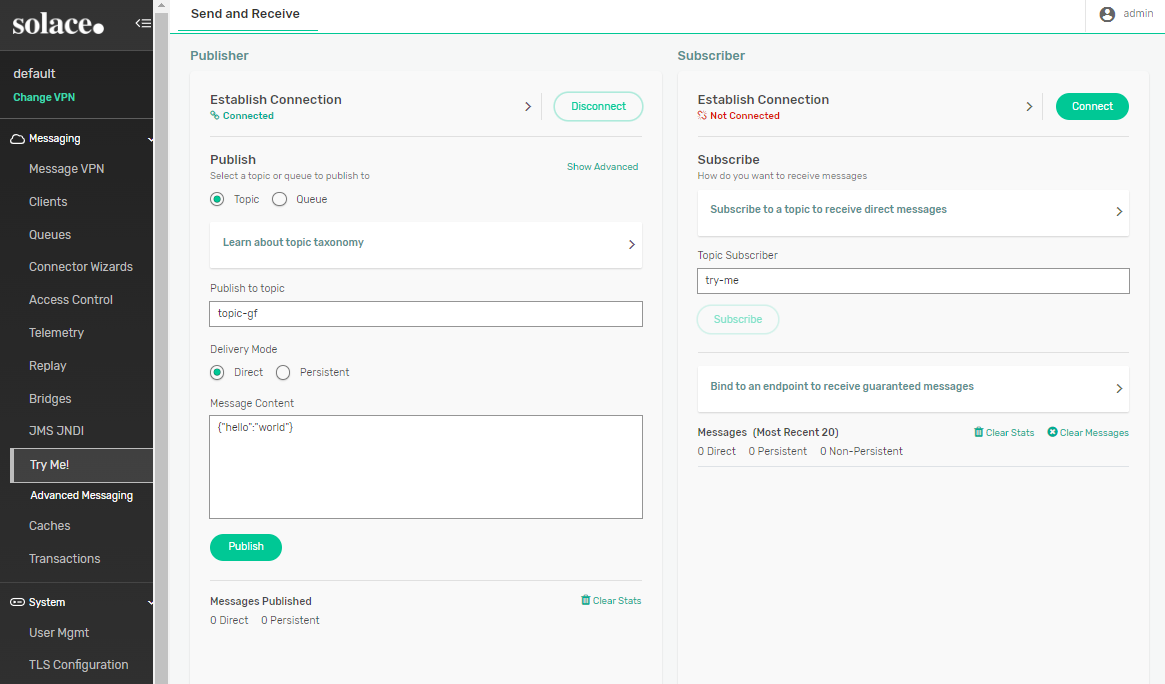 solace.
default
Change VPN
Messaging
Message VPN
Clients
Queues
Connector Wizards
Access Control
Telemetry
Replay
Bridges
JMS JNDI
Try Me!
Advanced Messaging
Caches
Transactions
System
User Mgmt
TLS Configuration
Send and Receive
admin
Publisher
Establish Connection
Connected
Disconnect
Publish
Select a topic or queue to publish to
Show Advanced
Topic Queue
Learn about topic taxonomy
Publish to topic
topic-gf
Delivery Mode
Direct Persistent
Message Content
{"hello":"world"}
Publish
Messages Published
Clear Stats
0 Direct 0 Persistent
Subscriber
Establish Connection
Not Connected
Connect
Subscribe
How do you want to receive messages
Subscribe to a topic to receive direct messages
Topic Subscriber
try-me
Subscribe
Bind to an endpoint to receive guaranteed messages
Messages (Most Recent 20)
Clear Stats Clear Messages
0 Direct 0 Persistent 0 Non-Persistent